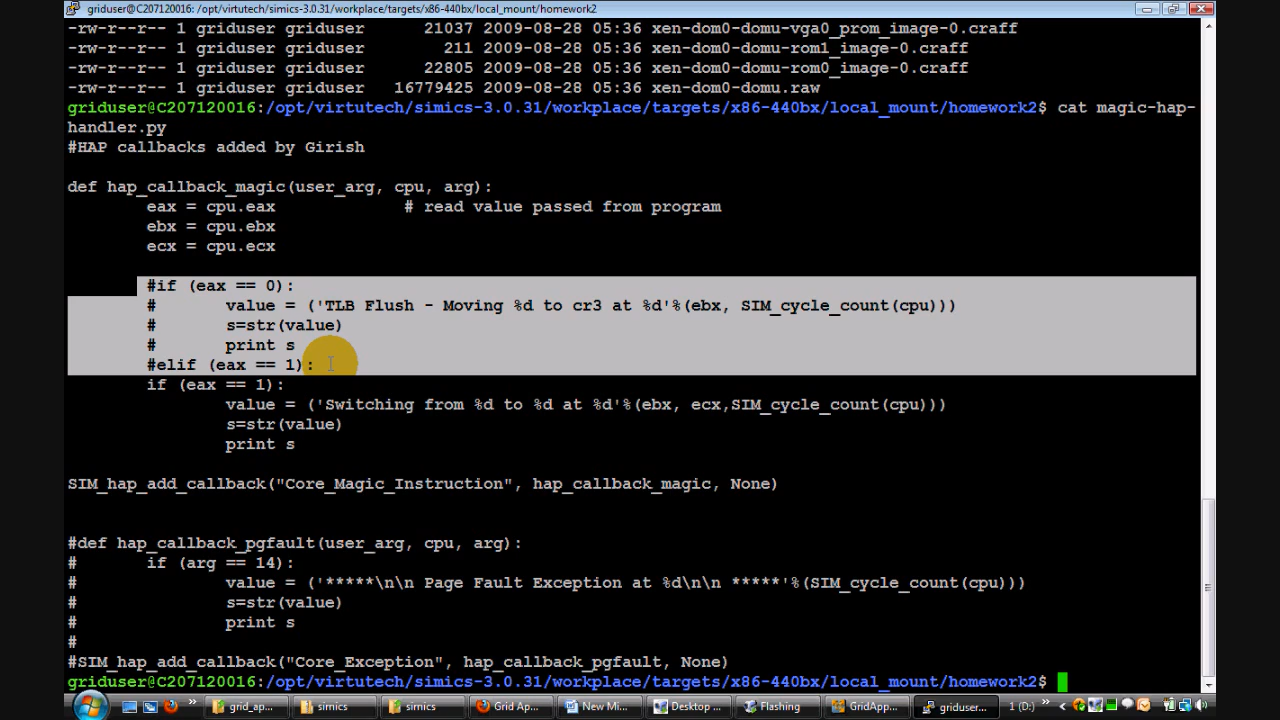 griduser@C207120016: /opt/virtutech/simics-3.0.31/workplace/targets/x86-440bx/local_mount/homework2
-rw-r--r-- 1 griduser griduser      21037 2009-08-28 05:36 xen-dom0-domu-vga0_prom_image-0.craff
-rw-r--r-- 1 griduser griduser        211 2009-08-28 05:36 xen-dom0-domu-rom1_image-0.craff
-rw-r--r-- 1 griduser griduser      22805 2009-08-28 05:36 xen-dom0-domu-rom0_image-0.craff
-rw-r--r-- 1 griduser griduser   16779425 2009-08-28 05:36 xen-dom0-domu.raw
griduser@C207120016:/opt/virtutech/simics-3.0.31/workplace/targets/x86-440bx/local_mount/homework2$ cat magic-hap-
handler.py
#HAP callbacks added by Girish
def hap_callback_magic(user_arg, cpu, arg):
        eax = cpu.eax             # read value passed from program
        ebx = cpu.ebx
        ecx = cpu.ecx
        #if (eax == 0):
        #       value = ('TLB Flush - Moving %d to cr3 at %d'%(ebx, SIM_cycle_count(cpu)))
        #       s=str(value)
        #       print s
        #elif (eax == 1):
        if (eax == 1):
                value = ('Switching from %d to %d at %d'%(ebx, ecx,SIM_cycle_count(cpu)))
                s=str(value)
                print s
SIM_hap_add_callback("Core_Magic_Instruction", hap_callback_magic, None)
#def hap_callback_pgfault(user_arg, cpu, arg):
#       if (arg == 14):
#               value = ('*****\n\n Page Fault Exception at %d\n\n *****'%(SIM_cycle_count(cpu)))
#               s=str(value)
#               print s
#
#SIM_hap_add_callback("Core_Exception", hap_callback_pgfault, None)
griduser@C207120016:/opt/virtutech/simics-3.0.31/workplace/targets/x86-440bx/local_mount/homework2$
» grid_ap... simics simics Grid Ap... New Mi... Desktop ... Flashing GridApp... griduser... 1 (D:) »